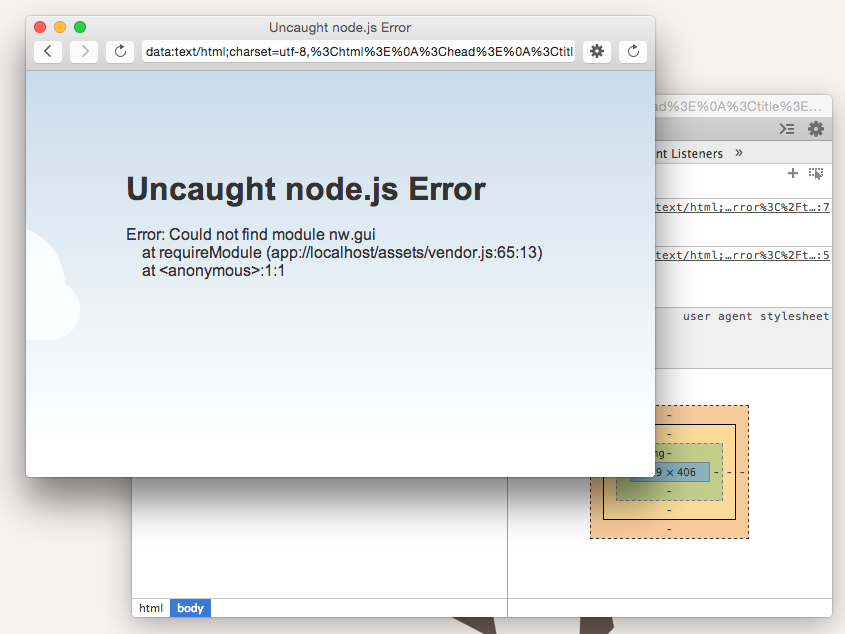 Uncaught node.js Error
data:text/html;charset=utf-8,%3Chtml%3E%0A%3Chead%3E%0A%3Ctitl
ad%3E%0A%3Ctitle%3E...
nt Listeners »
Uncaught node.js Error
text/html;…rror%3C%2Ft…:7
Error: Could not find module nw.gui
at requireModule (app://localhost/assets/vendor.js:65:13)
text/html;…rror%3C%2Ft…:5
at <anonymous>:1:1
user agent stylesheet
-
-
ng -
9 × 406 - - -
-
-
-
html body